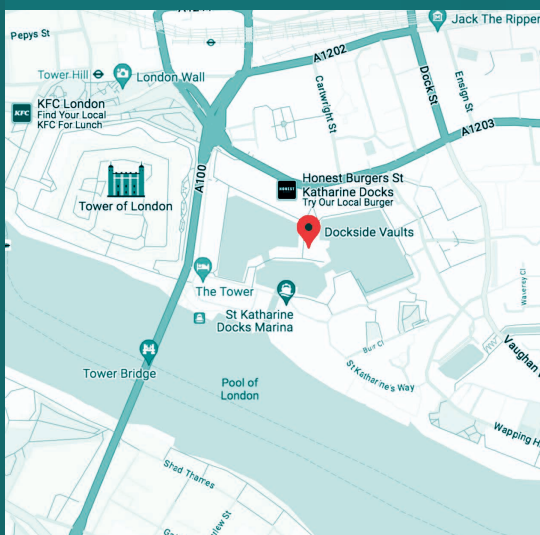 Jack The Ripper
Pepys St
A1202
Tower Hill
London Wall
Dock St
Ensign St
Cartwright St
KFC
KFC London
Find Your Local
KFC For Lunch
A1203
A100
HONEST
Honest Burgers St
Katharine Docks
Try Our Local Burger
Tower of London
Dockside Vaults
The Tower
St Katharine
Docks Marina
Burr Cl
St Katharine's Way
Vaughan
Tower Bridge
Pool of
London
Wapping H
Shad Thames